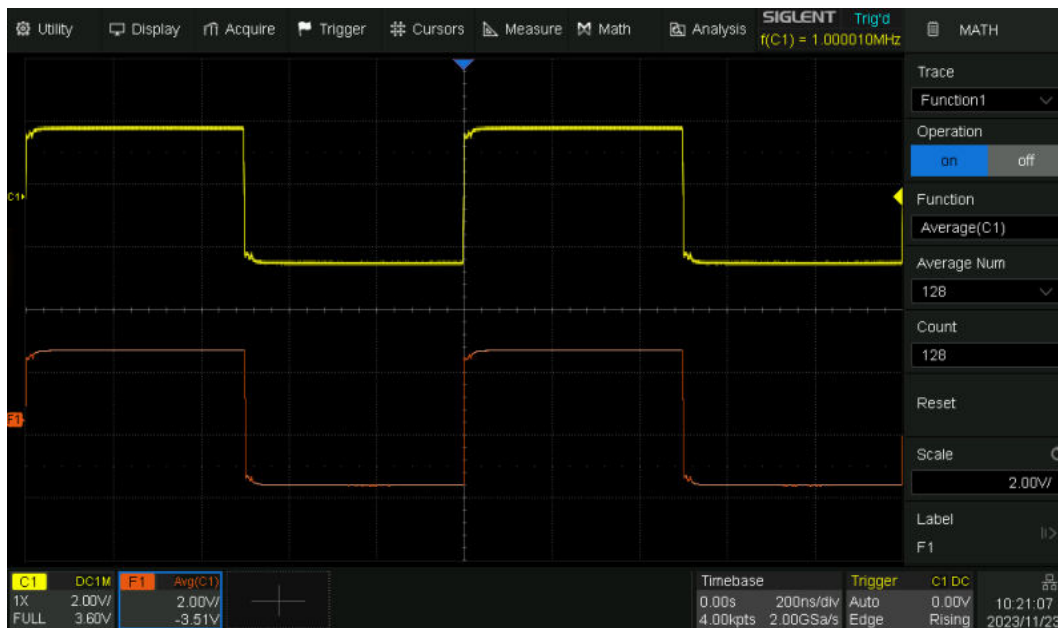 Utility Display Acquire Trigger Cursors Measure Math Analysis SIGLENT Trig'd
f(C1) = 1.000010MHz
MATH
Trace
Function1
Operation
on off
Function
Average(C1)
Average Num
128
Count
128
Reset
Scale
2.00V/
Label
F1
C1
F1
C1 DC1M
1X 2.00V/
FULL 3.60V
F1 Avg(C1)
2.00V/
-3.51V
Timebase
0.00s 200ns/div
4.00kpts 2.00GSa/s
Trigger C1 DC
Auto 0.00V
Edge Rising
10:21:07
2023/11/23